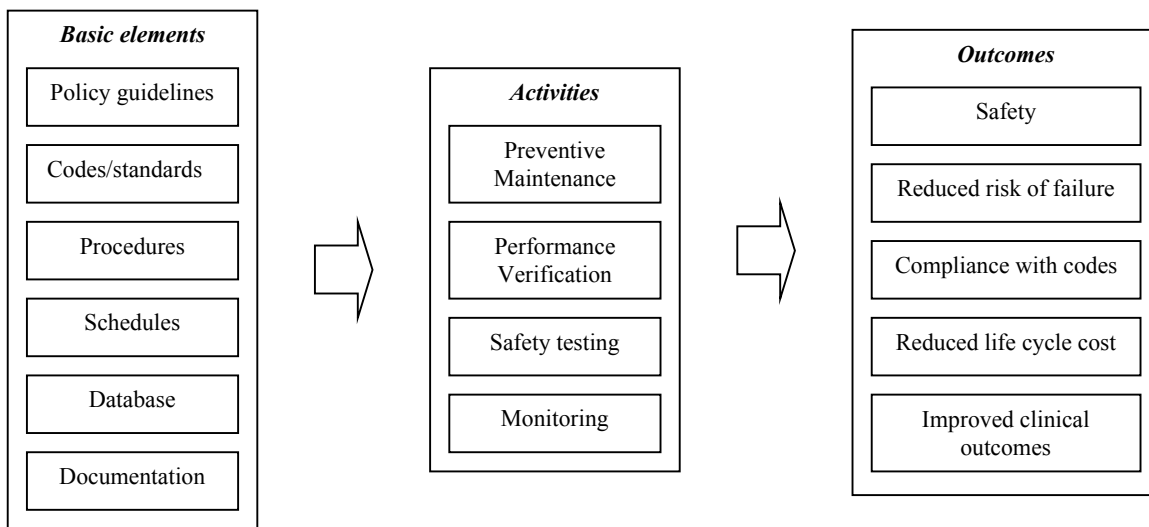 Basic elements
Policy guidelines
Codes/standards
Procedures
Schedules
Database
Documentation
Activities
Preventive
Maintenance
Performance
Verification
Safety testing
Monitoring
Outcomes
Safety
Reduced risk of failure
Compliance with codes
Reduced life cycle cost
Improved clinical
outcomes